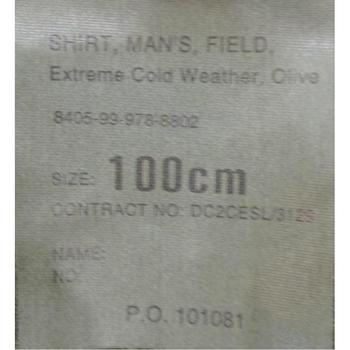 SHIRT, MAN'S, FIELD,
Extreme Cold Weather, Olive
8405-99-978-8802
SIZE: 100cm
CONTRACT NO: DC2CESL/3125
NAME:
NO:
P.O. 101081